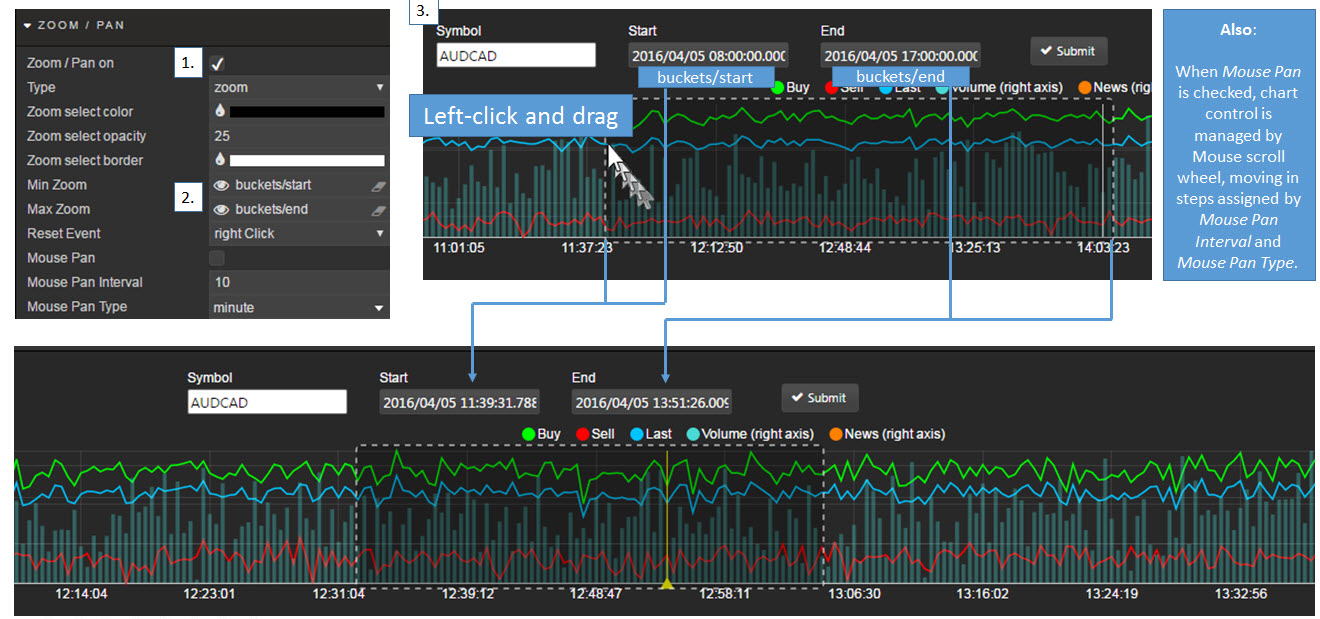 ZOOM / PAN
Zoom / Pan on
1.
Type
zoom
Zoom select color
Zoom select opacity
25
Zoom select border
Min Zoom
2.
buckets/start
Max Zoom
buckets/end
Reset Event
right Click
Mouse Pan
Mouse Pan Interval
10
Mouse Pan Type
minute
3.
Symbol
Start
End
AUDCAD
2016/04/05 08:00:00.000
2016/04/05 17:00:00.000
Submit
buckets/start
buckets/end
Buy
Sell
Last
Volume (right axis)
News (righ
Left-click and drag
11:01:05
11:37:23
12:12:50
12:48:44
13:25:13
14:03:23
Also:
When Mouse Pan
is checked, chart
control is
managed by
Mouse scroll
wheel, moving in
steps assigned by
Mouse Pan
Interval and
Mouse Pan Type.
Symbol
Start
End
AUDCAD
2016/04/05 11:39:31.788
2016/04/05 13:51:26.009
Submit
Buy
Sell
Last
Volume (right axis)
News (right axis)
12:14:04
12:23:01
12:31:04
12:39:12
12:48:47
12:58:11
13:06:30
13:16:02
13:24:19
13:32:56